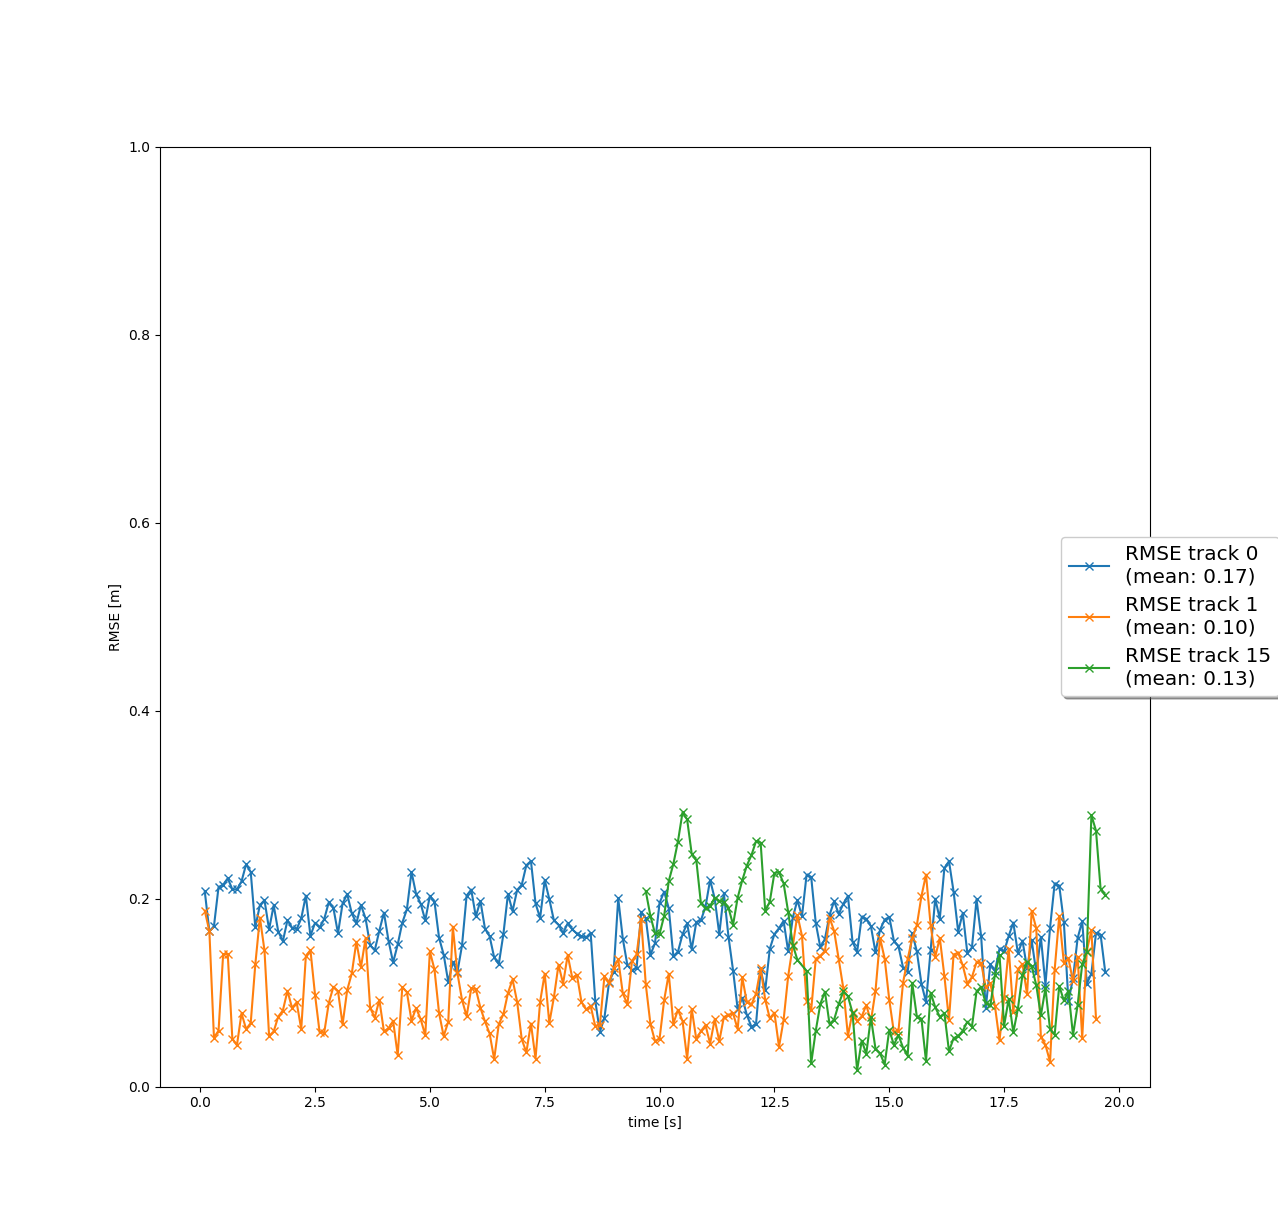 1.0
0.8
0.6
0.4
0.2
0.0
RMSE [m]
0.0 2.5 5.0 7.5 10.0 12.5 15.0 17.5 20.0
time [s]
RMSE track 0
(mean: 0.17)
RMSE track 1
(mean: 0.10)
RMSE track 15
(mean: 0.13)